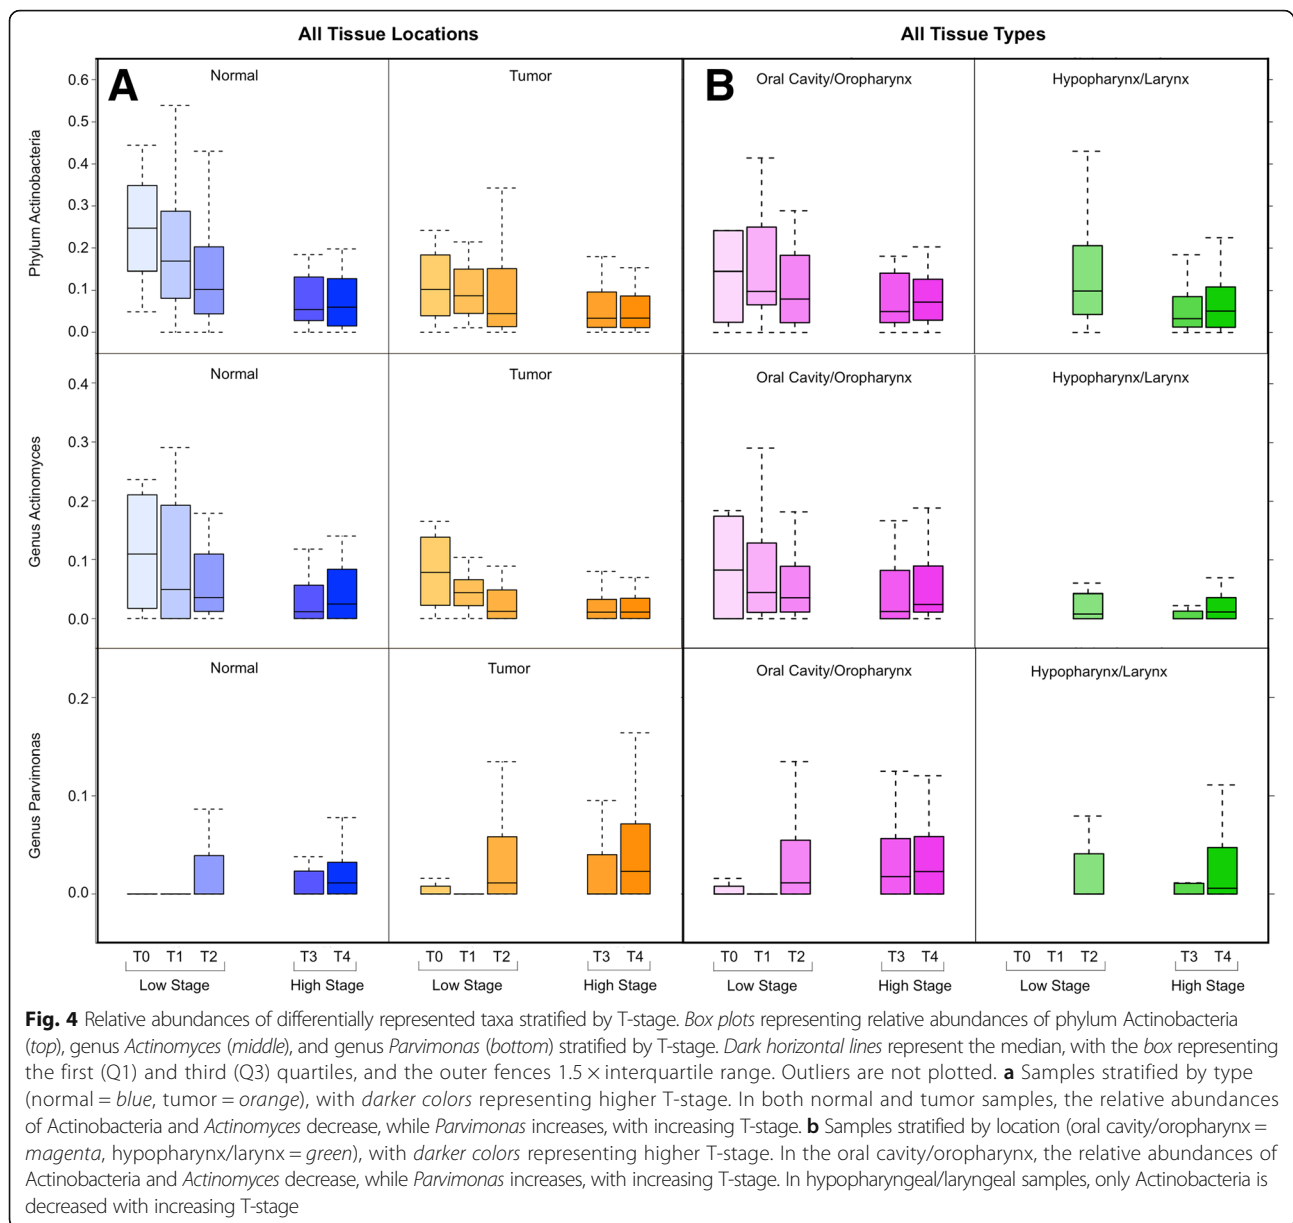 All Tissue Locations
All Tissue Types
A
Normal
Tumor
B
Oral Cavity/Oropharynx
Hypopharynx/Larynx
Phylum Actinobacteria
0.6
0.5
0.4
0.3
0.2
0.1
0.0
Normal
Tumor
Oral Cavity/Oropharynx
Hypopharynx/Larynx
Genus Actinomyces
0.4
0.3
0.2
0.1
0.0
Normal
Tumor
Oral Cavity/Oropharynx
Hypopharynx/Larynx
Genus Parvimonas
0.2
0.1
0.0
T0 T1 T2 T3 T4 T0 T1 T2 T3 T4 T0 T1 T2 T3 T4 T0 T1 T2 T3 T4
Low Stage High Stage Low Stage High Stage Low Stage High Stage Low Stage High Stage
Fig. 4 Relative abundances of differentially represented taxa stratified by T-stage. Box plots representing relative abundances of phylum Actinobacteria
(top), genus Actinomyces (middle), and genus Parvimonas (bottom) stratified by T-stage. Dark horizontal lines represent the median, with the box representing
the first (Q1) and third (Q3) quartiles, and the outer fences 1.5 × interquartile range. Outliers are not plotted. a Samples stratified by type
(normal = blue, tumor = orange), with darker colors representing higher T-stage. In both normal and tumor samples, the relative abundances
of Actinobacteria and Actinomyces decrease, while Parvimonas increases, with increasing T-stage. b Samples stratified by location (oral cavity/oropharynx =
magenta, hypopharynx/larynx = green), with darker colors representing higher T-stage. In the oral cavity/oropharynx, the relative abundances of
Actinobacteria and Actinomyces decrease, while Parvimonas increases, with increasing T-stage. In hypopharyngeal/laryngeal samples, only Actinobacteria is
decreased with increasing T-stage